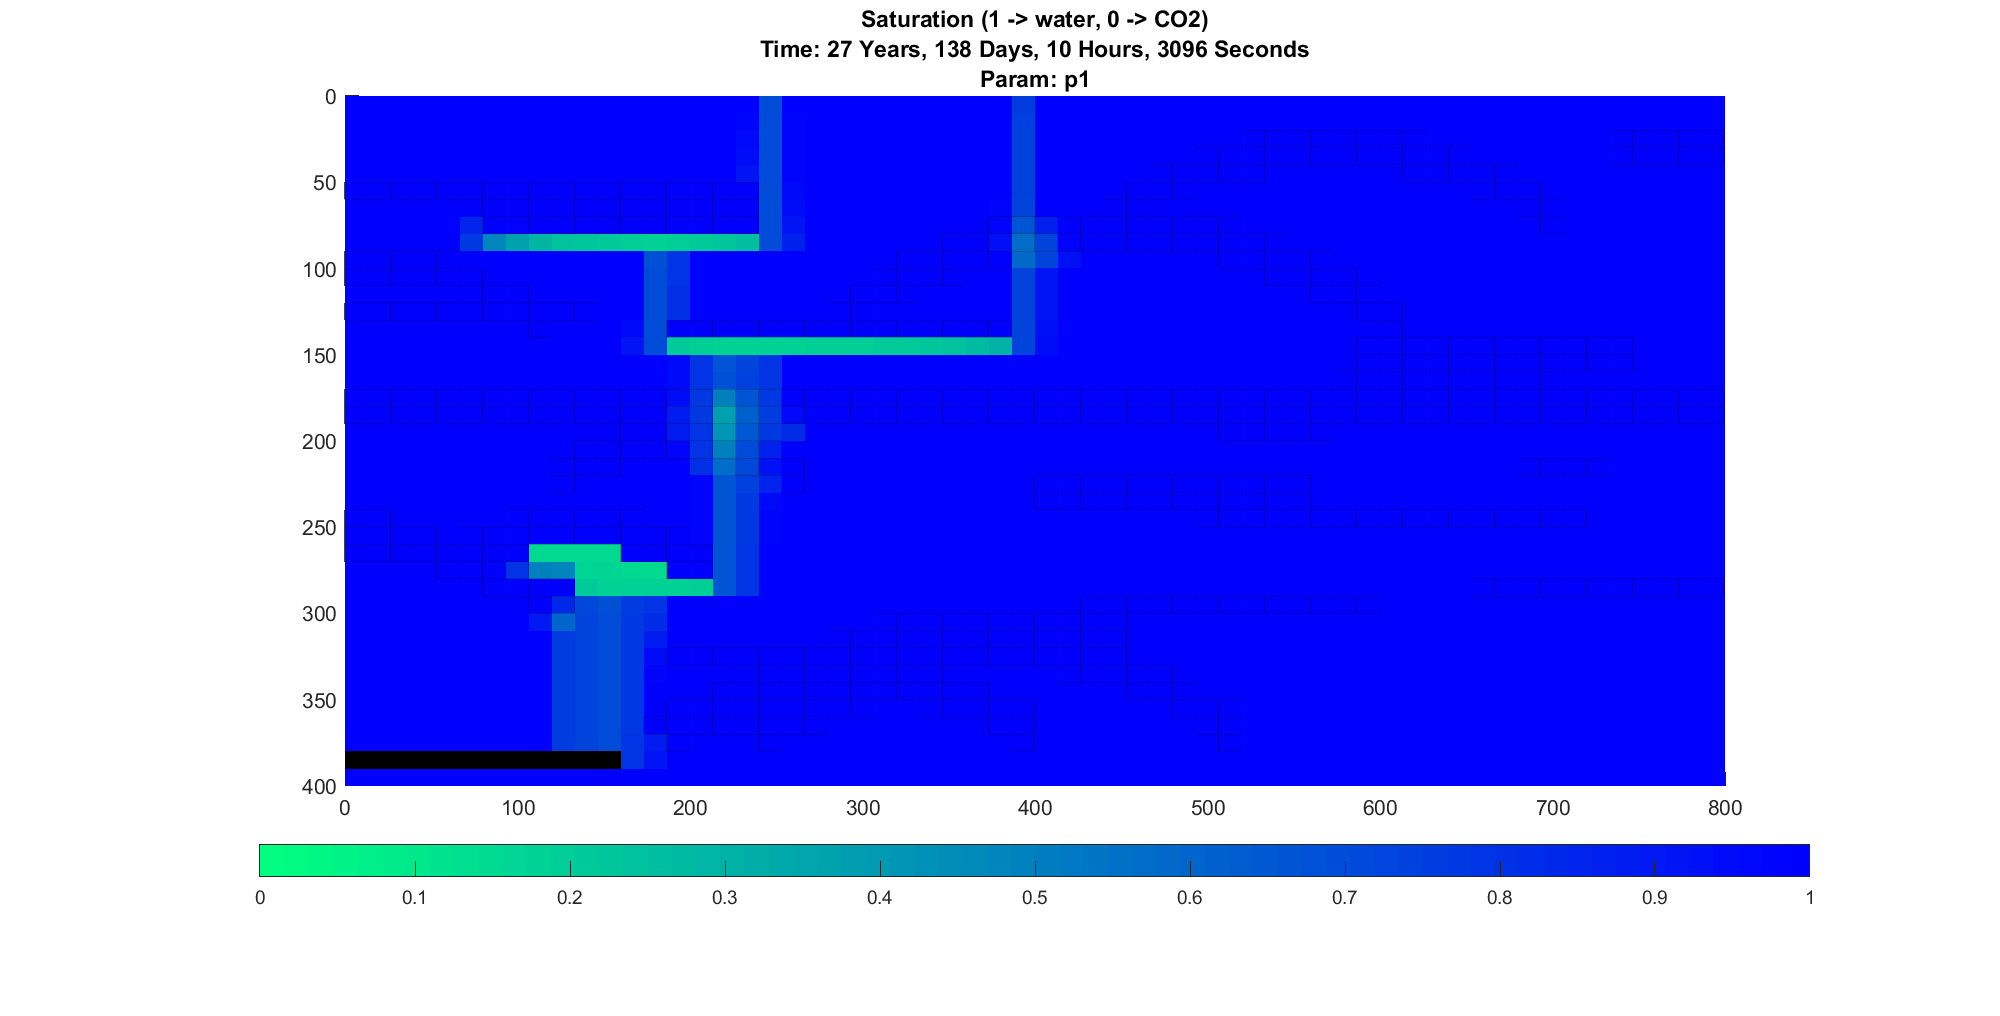 Saturation (1 -> water, 0 -> CO2)
Time: 27 Years, 138 Days, 10 Hours, 3096 Seconds
Param: p1
0
50
100
150
200
250
300
350
400
0 100 200 300 400 500 600 700 800
0 0.1 0.2 0.3 0.4 0.5 0.6 0.7 0.8 0.9 1